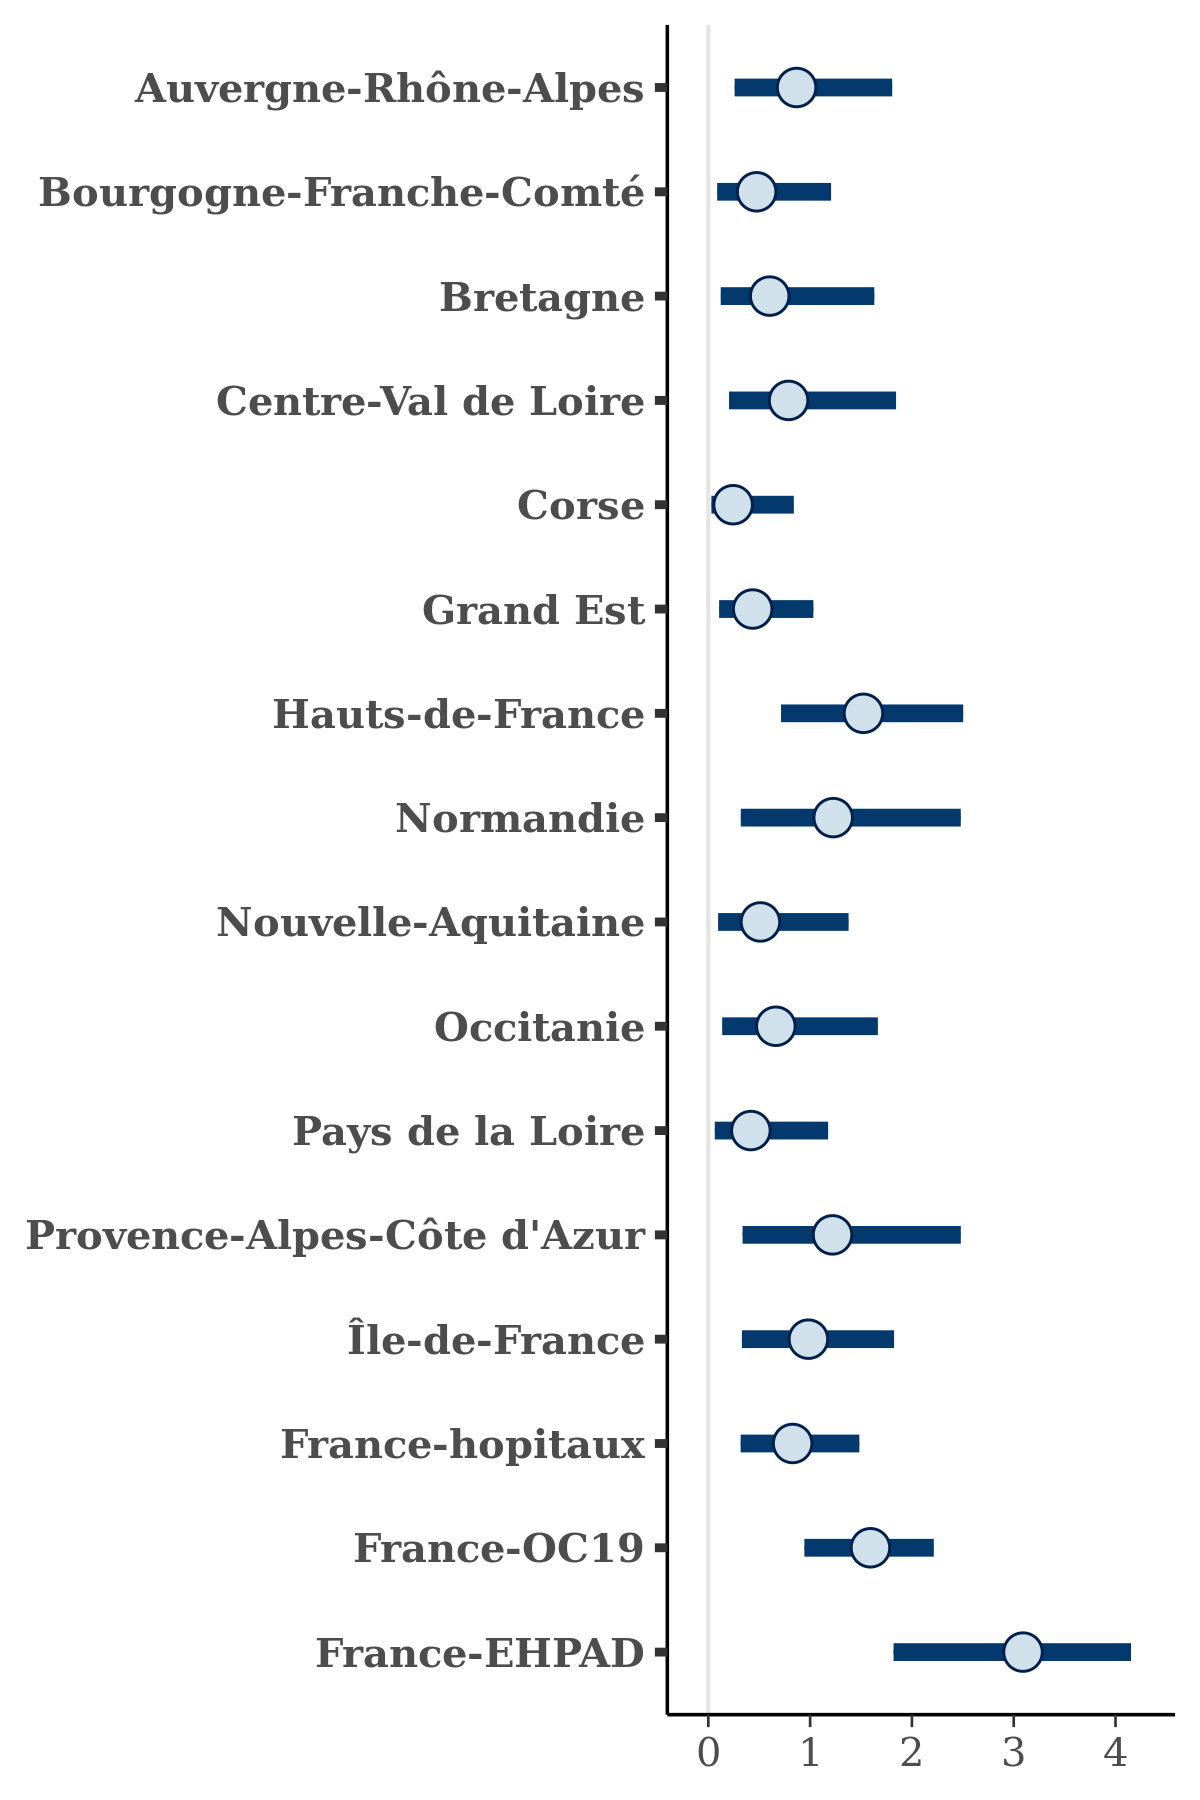 Auvergne-Rhône-Alpes
Bourgogne-Franche-Comté
Bretagne
Centre-Val de Loire
Corse
Grand Est
Hauts-de-France
Normandie
Nouvelle-Aquitaine
Occitanie
Pays de la Loire
Provence-Alpes-Côte d'Azur
Île-de-France
France-hopitaux
France-OC19
France-EHPAD
0 1 2 3 4